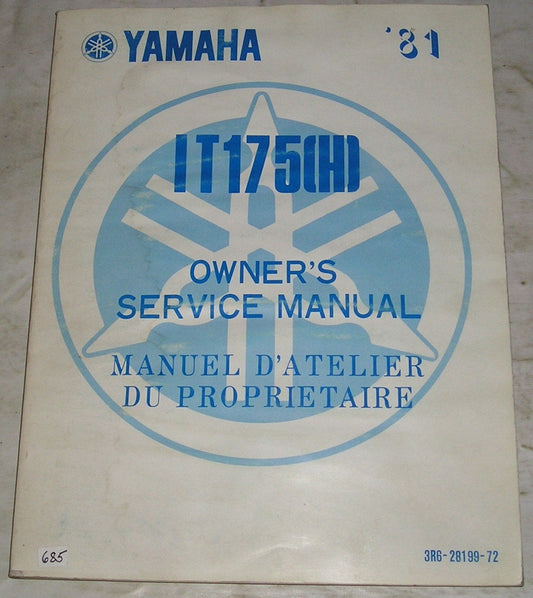 YAMAHA '81
IT175(H)
OWNER'S
SERVICE MANUAL
MANUEL D'ATELIER
DU PROPRIETAIRE
685
3R6-28199-72